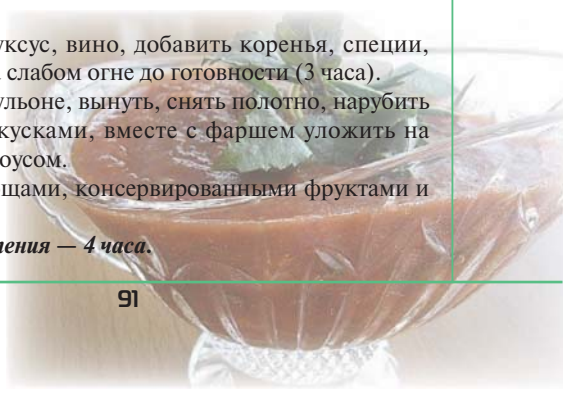 уксус, вино, добавить коренья, специи,
слабом огне до готовности (3 часа).
ульоне, вынуть, снять полотно, нарубить
кусками, вместе с фаршем уложить на
оусом.
щами, консервированными фруктами и
ения — 4 часа.
91